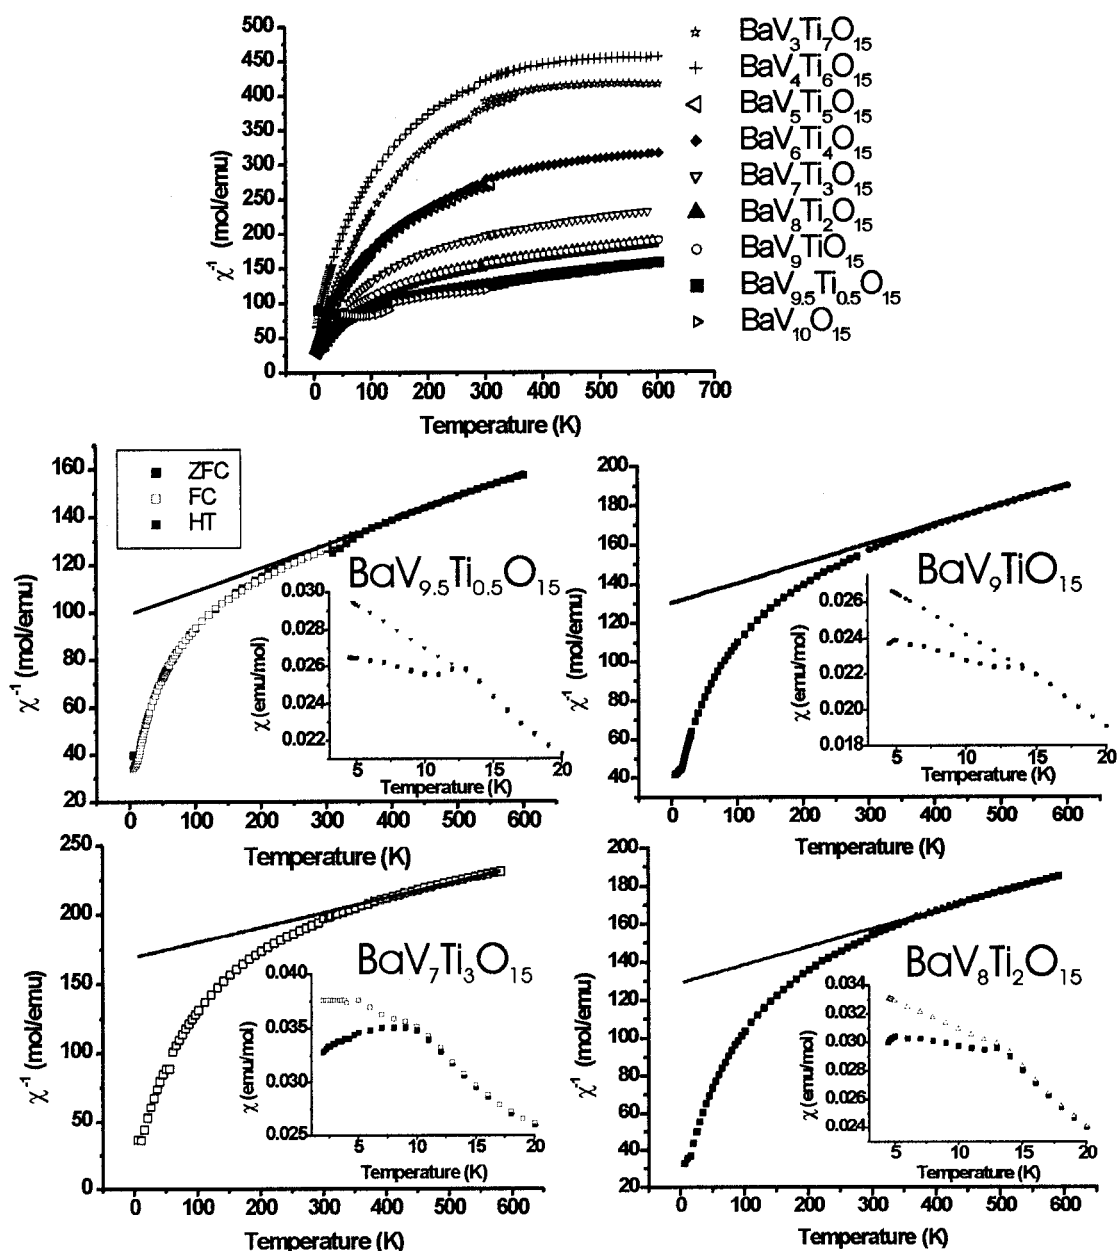 500
450
400
350
300
250
200
150
100
50
0
χ⁻¹ (mol/emu)
0 100 200 300 400 500 600 700
Temperature (K)
BaV₃Ti₇O₁₅
BaV₄Ti₆O₁₅
BaV₅Ti₅O₁₅
BaV₆Ti₄O₁₅
BaV₇Ti₃O₁₅
BaV₈Ti₂O₁₅
BaV₉TiO₁₅
BaV₉.₅Ti₀.₅O₁₅
BaV₁₀O₁₅
160
140
120
100
80
60
40
20
χ⁻¹ (mol/emu)
ZFC
FC
HT
BaV₉.₅Ti₀.₅O₁₅
0.030
0.028
0.026
0.024
0.022
χ (emu/mol)
5 10 15 20
Temperature (K)
0 100 200 300 400 500 600
Temperature (K)
200
180
160
140
120
100
80
60
40
χ⁻¹ (mol/emu)
BaV₉TiO₁₅
0.026
0.024
0.022
0.020
0.018
χ (emu/mol)
5 10 15 20
Temperature (K)
0 100 200 300 400 500 600
Temperature (K)
250
200
150
100
50
0
χ⁻¹ (mol/emu)
BaV₇Ti₃O₁₅
0.040
0.035
0.030
0.025
χ (emu/mol)
5 10 15 20
Temperature (K)
0 100 200 300 400 500 600
Temperature (K)
200
180
160
140
120
100
80
60
40
20
χ⁻¹ (mol/emu)
BaV₈Ti₂O₁₅
0.034
0.032
0.030
0.028
0.026
0.024
χ (emu/mol)
5 10 15 20
Temperature (K)
0 100 200 300 400 500 600
Temperature (K)